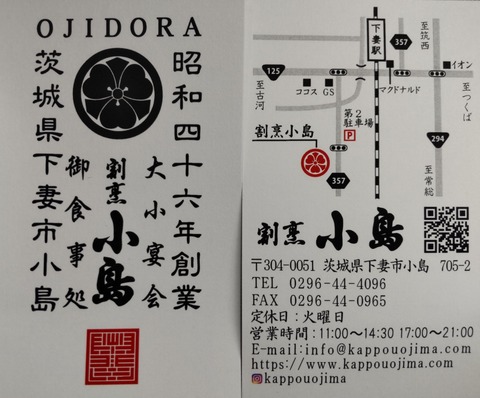 OJIDORA
昭和四十六年創業
大小宴会
割烹
小島
御食事処
茨城県下妻市小島
至筑西
下妻駅
357
イオン
125
マクドナルド
至古河
ココス GS
至つくば
第2
駐車場
P
割烹小島
294
357
至常総
割烹 小島
〒304-0051 茨城県下妻市小島 705-2
TEL 0296-44-4096
FAX 0296-44-0965
定休日:火曜日
営業時間:11:00〜14:30 17:00〜21:00
E-mail:info@kappouojima.com
https://www.kappouojima.com
kappouojima